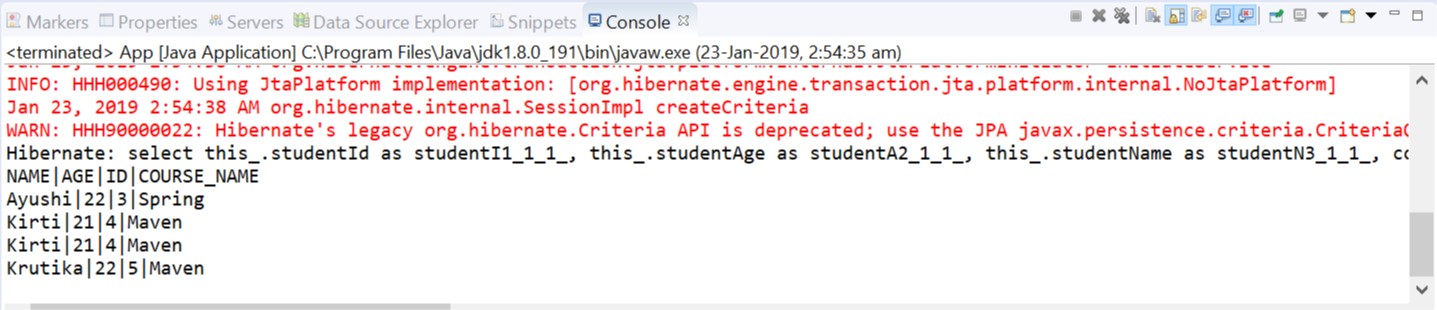 Markers Properties Servers Data Source Explorer Snippets Console
<terminated> App [Java Application] C:\Program Files\Java\jdk1.8.0_191\bin\javaw.exe (23-Jan-2019, 2:54:35 am)
INFO: HHH000490: Using JtaPlatform implementation: [org.hibernate.engine.transaction.jta.platform.internal.NoJtaPlatform]
Jan 23, 2019 2:54:38 AM org.hibernate.internal.SessionImpl createCriteria
WARN: HHH90000022: Hibernate's legacy org.hibernate.Criteria API is deprecated; use the JPA javax.persistence.criteria.Criteria
Hibernate: select this_.studentId as studentI1_1_1_, this_.studentAge as studentA2_1_1_, this_.studentName as studentN3_1_1_, co
NAME|AGE|ID|COURSE_NAME
Ayushi|22|3|Spring
Kirti|21|4|Maven
Kirti|21|4|Maven
Krutika|22|5|Maven